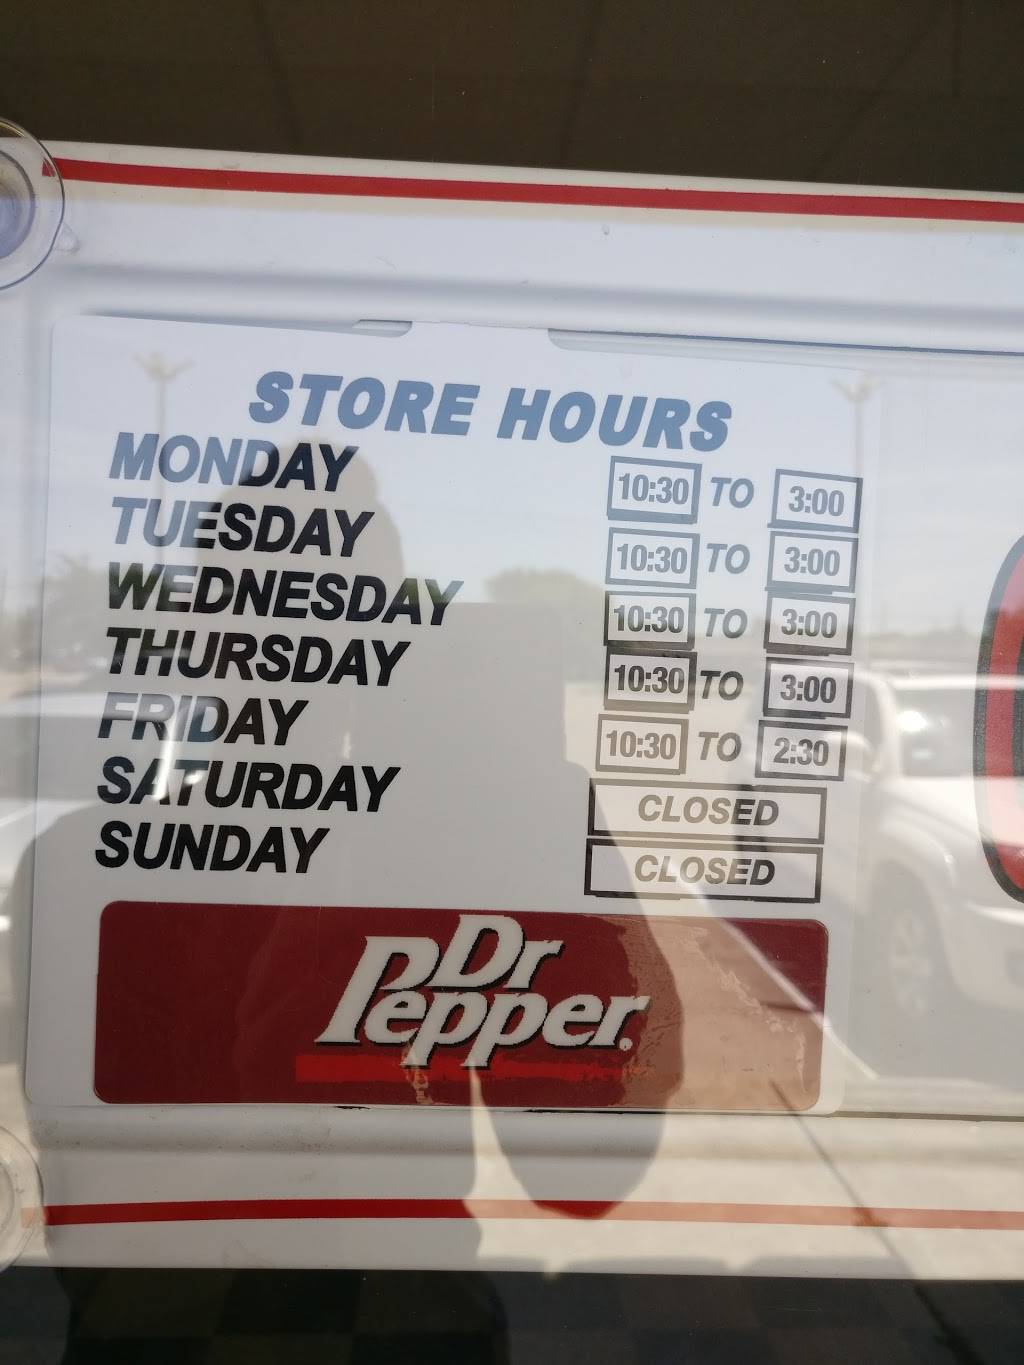 STORE HOURS
MONDAY 10:30 TO 3:00
TUESDAY 10:30 TO 3:00
WEDNESDAY 10:30 TO 3:00
THURSDAY 10:30 TO 3:00
FRIDAY 10:30 TO 2:30
SATURDAY CLOSED
SUNDAY CLOSED
Dr
Pepper.